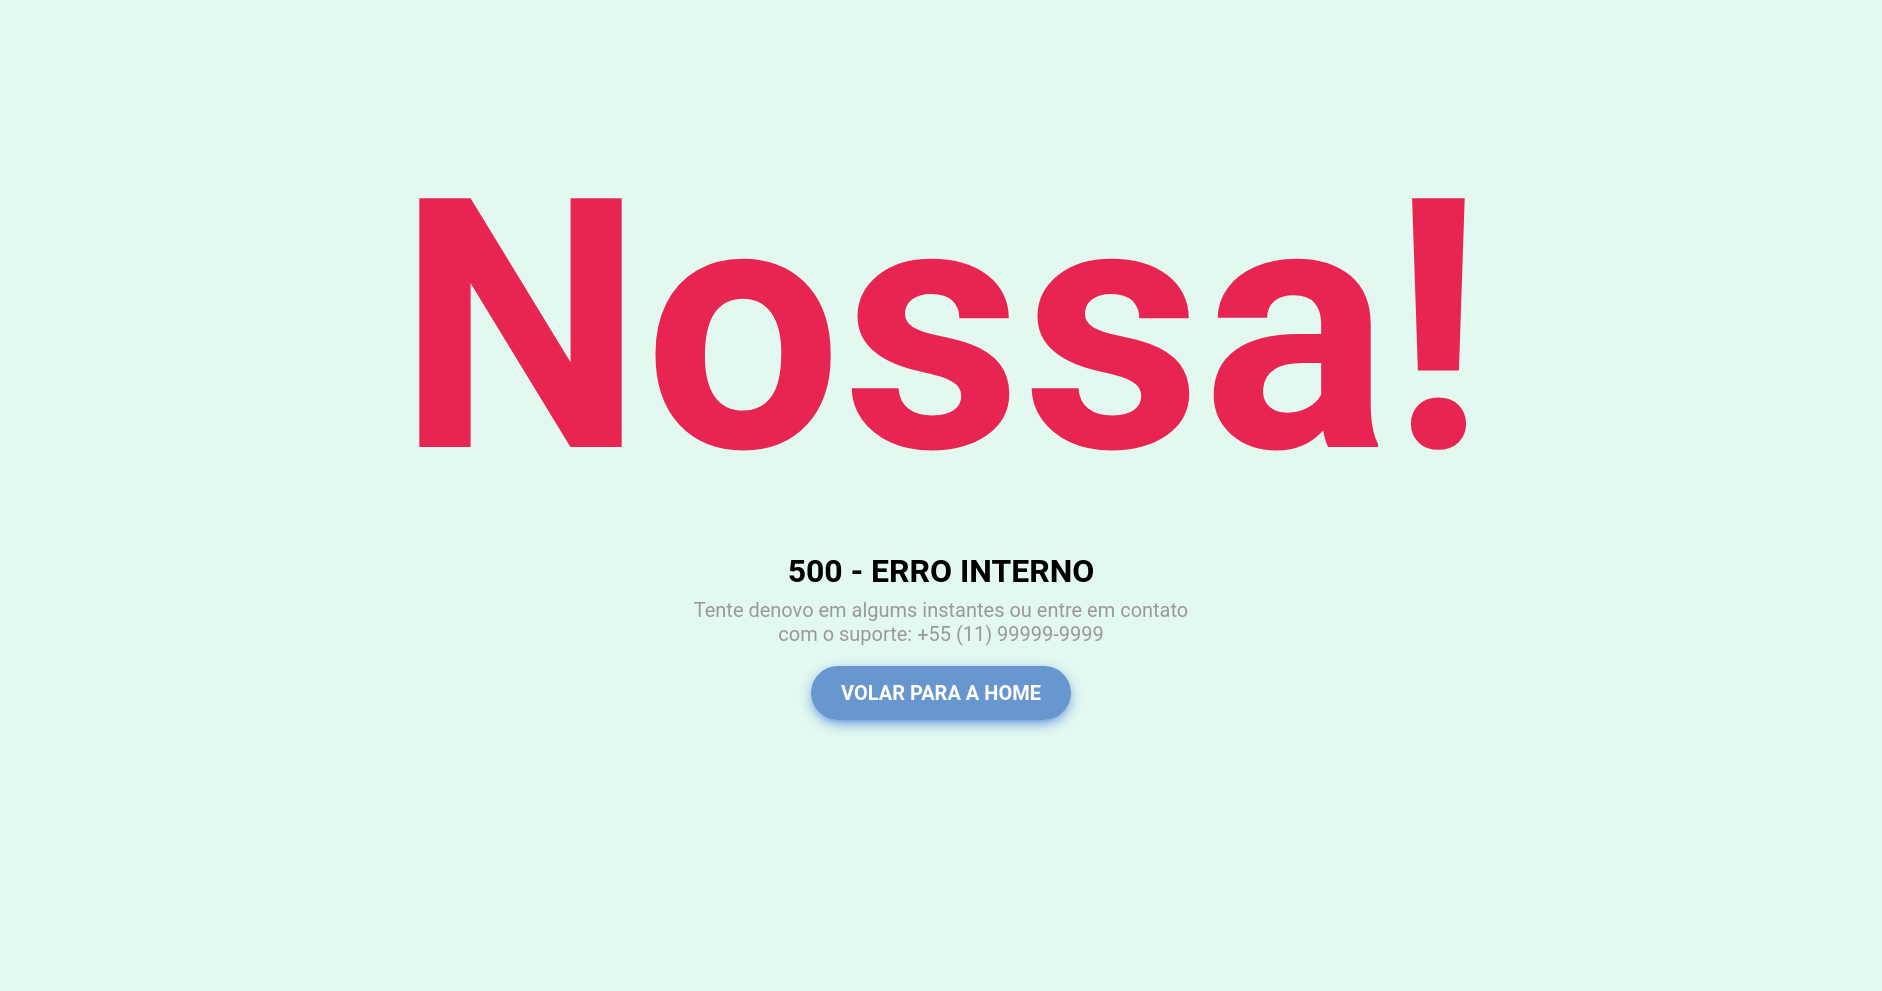 Nossa!
500 - ERRO INTERNO
Tente denovo em algums instantes ou entre em contato
com o suporte: +55 (11) 99999-9999
VOLAR PARA A HOME